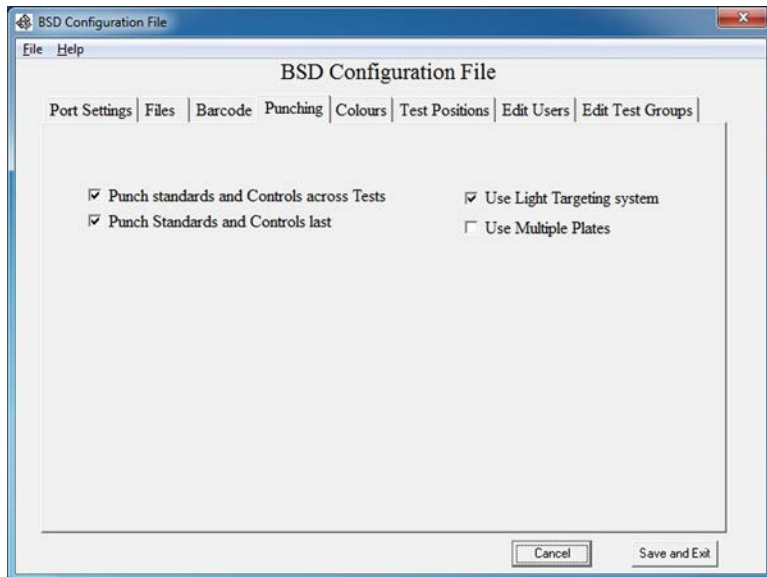 BSD Configuration File
File Help
BSD Configuration File
Port Settings Files Barcode Punching Colours Test Positions Edit Users Edit Test Groups
Punch standards and Controls across Tests Use Light Targeting system
Punch Standards and Controls last Use Multiple Plates
Cancel Save and Exit